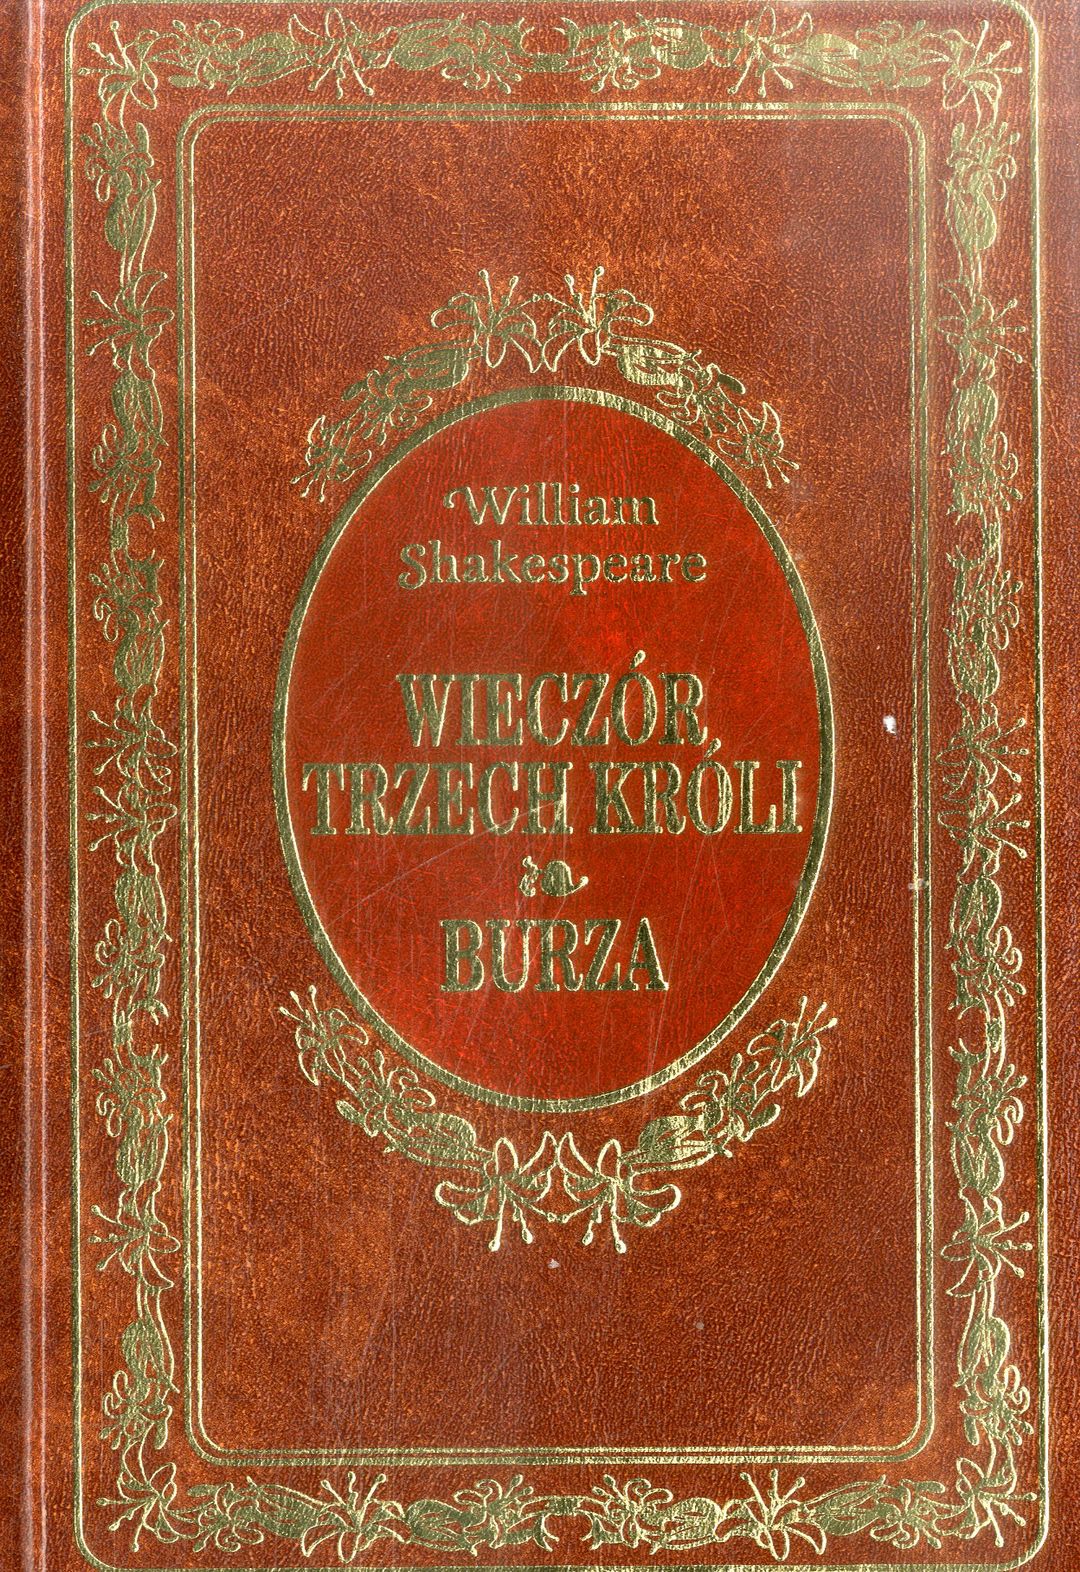 William
Shakespeare
WIECZÓR
TRZECH KRÓLI
BURZA